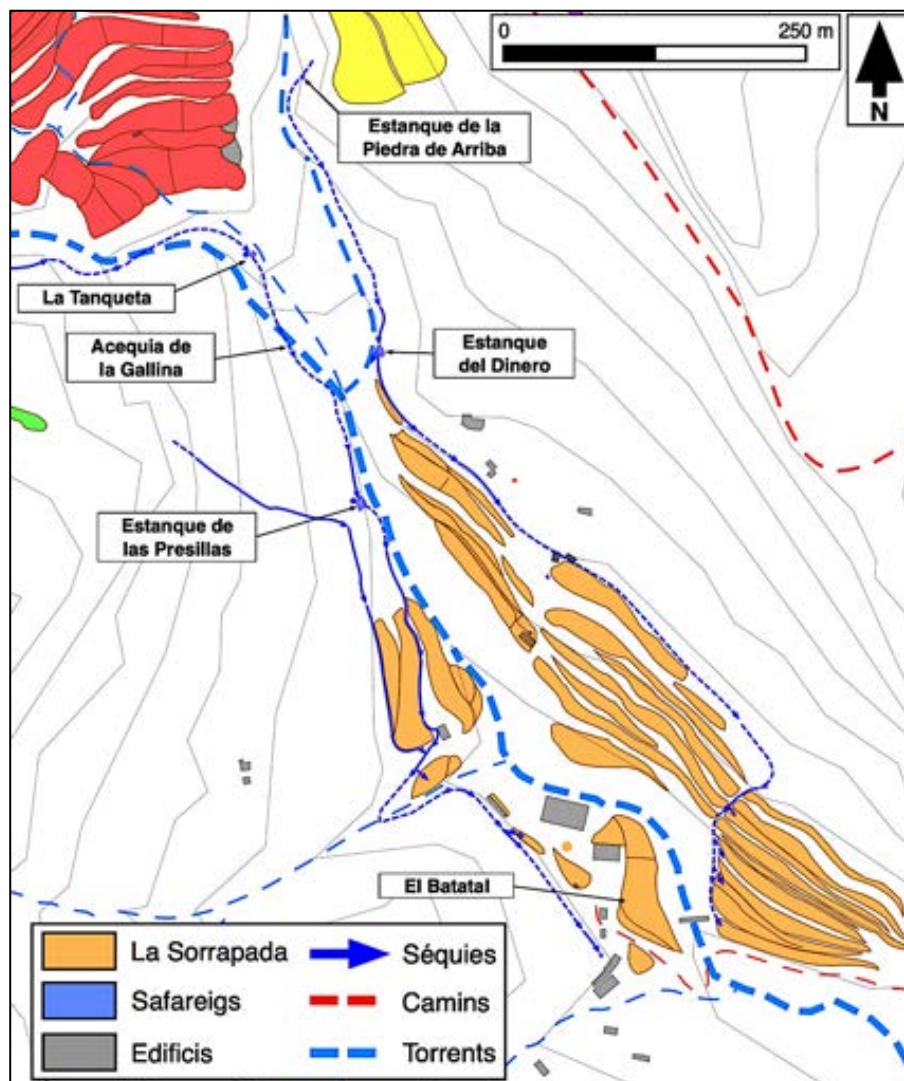 0
250 m
N
Estanque de la
Piedra de Arriba
La Tanqueta
Acequia de
la Gallina
Estanque
del Dinero
Estanque de
las Presillas
El Batatal
La Sorrapada
Séquies
Safareigs
Camins
Edificis
Torrents